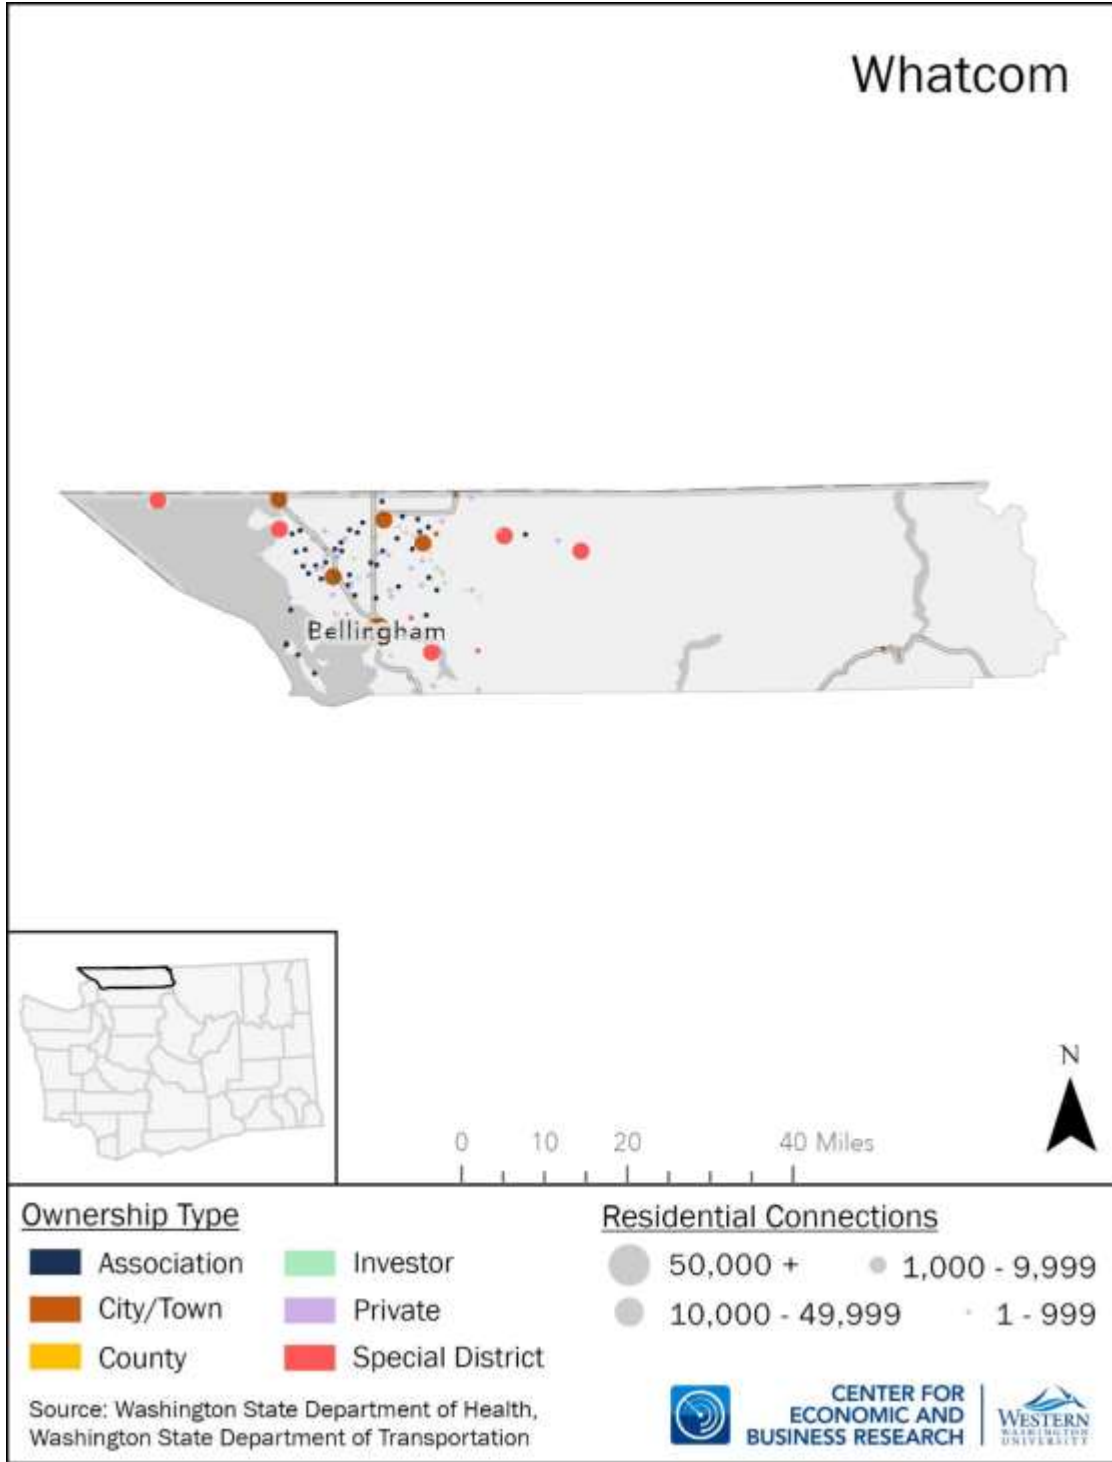 Whatcom
Bellingham
N
0 10 20 40 Miles
Ownership Type
Association
City/Town
County
Investor
Private
Special District
Residential Connections
50,000 +
10,000 - 49,999
1,000 - 9,999
1 - 999
Source: Washington State Department of Health,
Washington State Department of Transportation
CENTER FOR
ECONOMIC AND
BUSINESS RESEARCH
WESTERN
WASHINGTON
UNIVERSITY